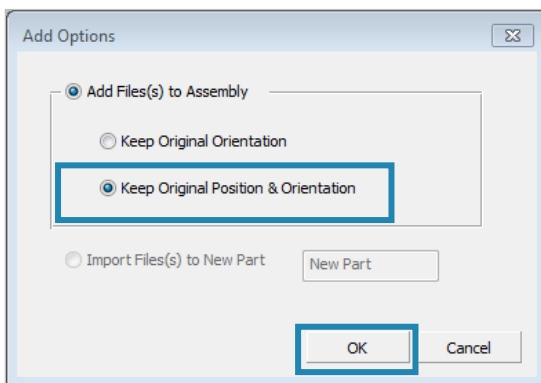 Add Options
Add Files(s) to Assembly
Keep Original Orientation
Keep Original Position & Orientation
Import Files(s) to New Part
New Part
OK
Cancel